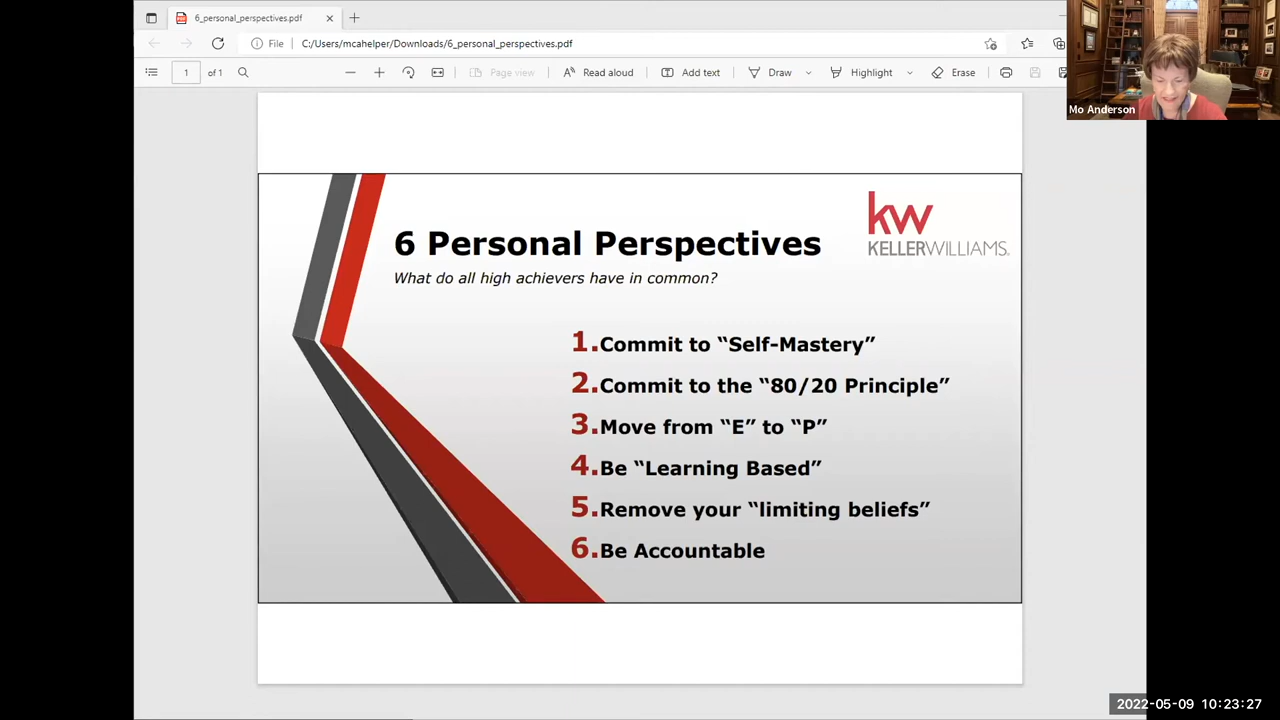 6_personal_perspectives.pdf
File
C:/Users/mcahelper/Downloads/6_personal_perspectives.pdf
1
of 1
Page view
Read aloud
Add text
Draw
Highlight
Erase
Mo Anderson
kw
KELLERWILLIAMS.
6 Personal Perspectives
What do all high achievers have in common?
1.Commit to “Self-Mastery”
2.Commit to the “80/20 Principle”
3.Move from “E” to “P”
4.Be “Learning Based”
5.Remove your “limiting beliefs”
6.Be Accountable
2022-05-09 10:23:27